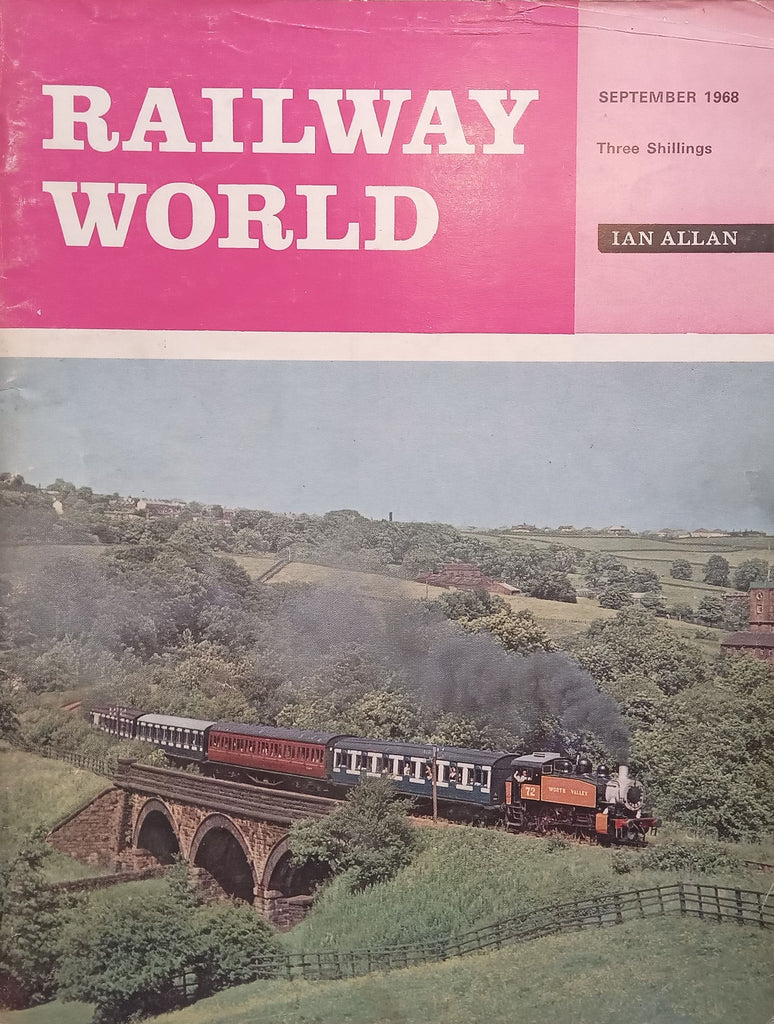 RAILWAY
WORLD
SEPTEMBER 1968
Three Shillings
IAN ALLAN
72
WORTH VALLEY